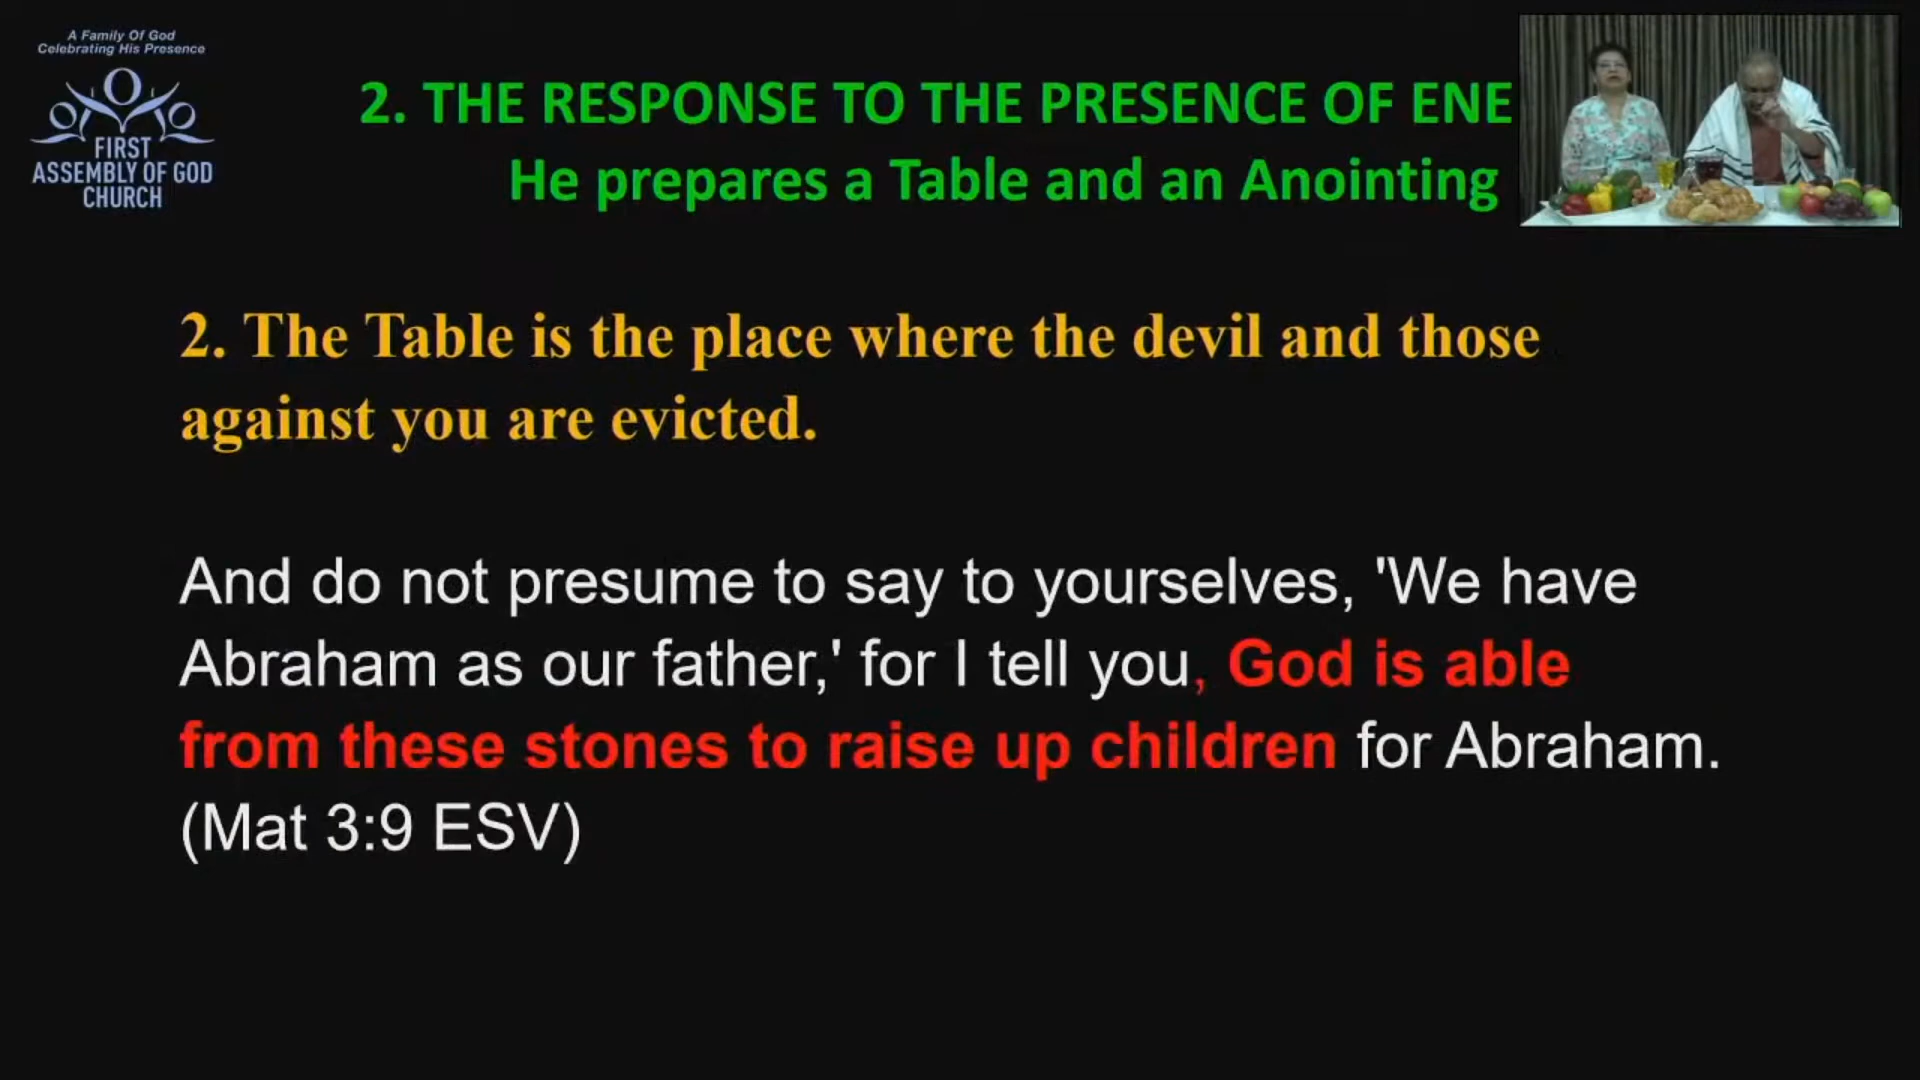 A Family Of God
Celebrating His Presence
FIRST
ASSEMBLY OF GOD
CHURCH
2. THE RESPONSE TO THE PRESENCE OF ENE
He prepares a Table and an Anointing
2. The Table is the place where the devil and those
against you are evicted.
And do not presume to say to yourselves, 'We have
Abraham as our father,' for I tell you, God is able
from these stones to raise up children for Abraham.
(Mat 3:9 ESV)